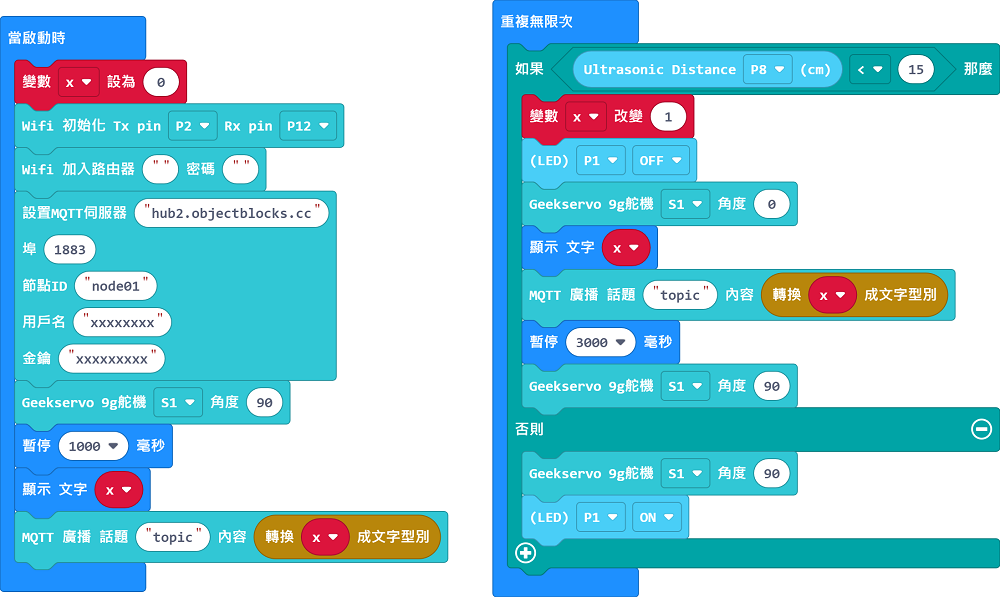 當啟動時
變數 x 設為 0
Wifi 初始化 Tx pin P2 Rx pin P12
Wifi 加入路由器 " " 密碼 " "
設置MQTT伺服器 "hub2.objectblocks.cc"
埠 1883
節點ID "node01"
用戶名 "xxxxxxxx"
金鑰 "xxxxxxxxx"
Geekservo 9g舵機 S1 角度 90
暫停 1000 毫秒
顯示 文字 x
MQTT 廣播 話題 "topic" 內容 轉換 x 成文字型別
重複無限次
如果 Ultrasonic Distance P8 (cm) < 15 那麼
變數 x 改變 1
(LED) P1 OFF
Geekservo 9g舵機 S1 角度 0
顯示 文字 x
MQTT 廣播 話題 "topic" 內容 轉換 x 成文字型別
暫停 3000 毫秒
Geekservo 9g舵機 S1 角度 90
否則
Geekservo 9g舵機 S1 角度 90
(LED) P1 ON